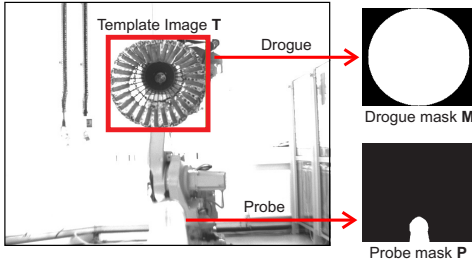 Template Image T
Drogue
Drogue mask M
Probe
Probe mask P